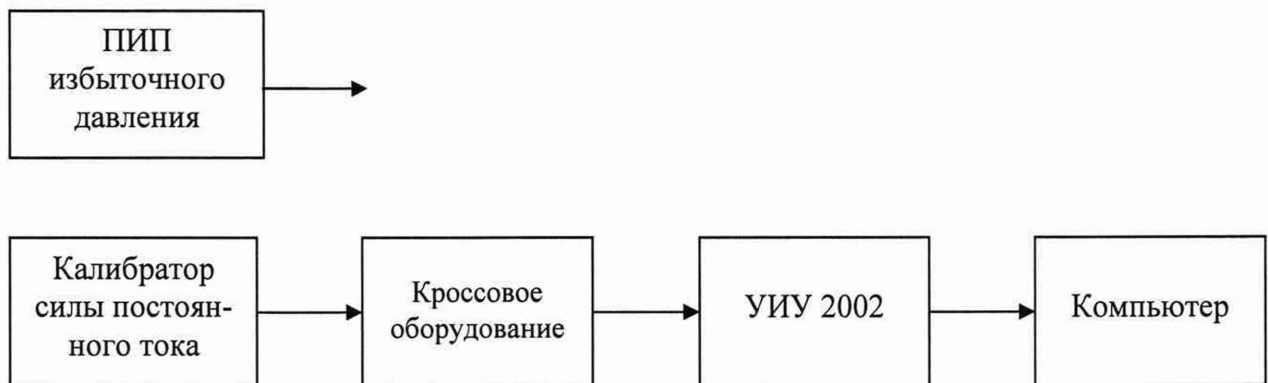 ПИП
избыточного
давления
Калибратор
силы постоян-
ного тока
Кроссовое
оборудование
УИУ 2002
Компьютер